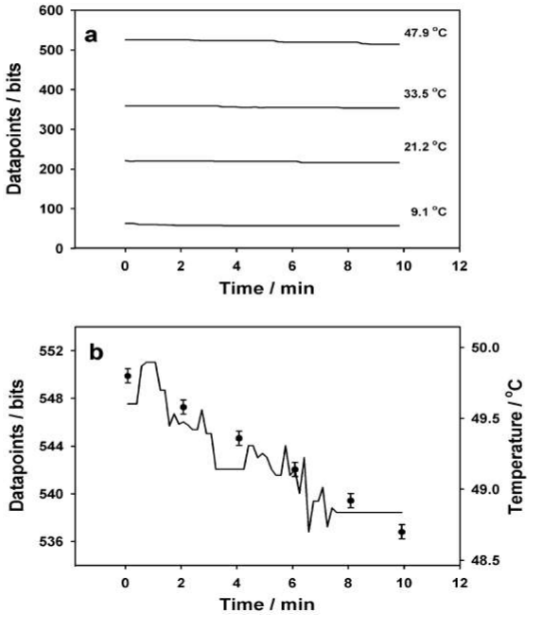 600
a
47.9 °C
500
400
33.5 °C
300
21.2 °C
200
100
9.1 °C
0
Datapoints / bits
0 2 4 6 8 10 12
Time / min
b
552
548
544
540
536
Datapoints / bits
50.0
49.5
49.0
48.5
Temperature / °C
0 2 4 6 8 10 12
Time / min